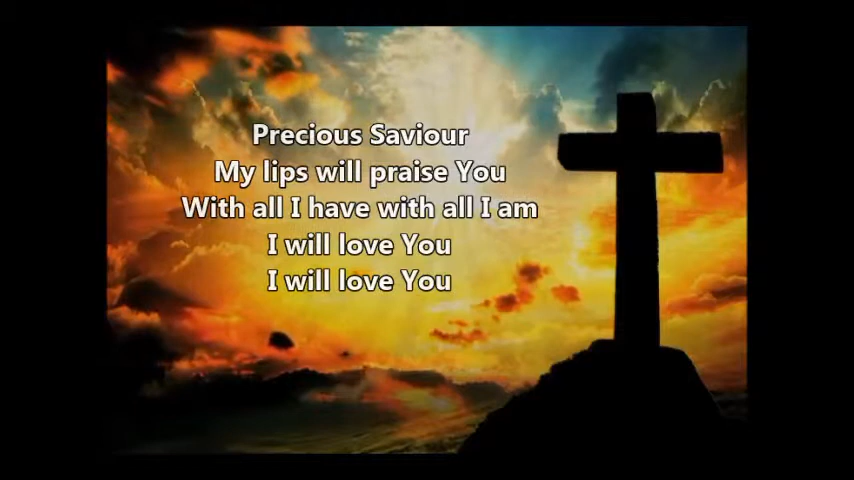 Precious Saviour
My lips will praise You
With all I have with all I am
I will love You
I will love You